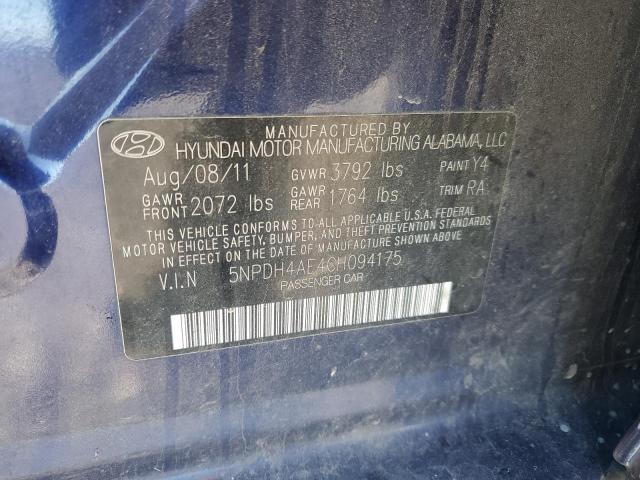 MANUFACTURED BY
HYUNDAI MOTOR MANUFACTURING ALABAMA, LLC
Aug/08/11 GVWR 3792 lbs PAINT Y4
GAWR FRONT 2072 lbs GAWR REAR 1764 lbs TRIM RA
THIS VEHICLE CONFORMS TO ALL APPLICABLE U.S.A. FEDERAL
MOTOR VEHICLE SAFETY, BUMPER, AND THEFT PREVENTION STANDARDS
IN EFFECT ON THE DATE OF MANUFACTURE SHOWN ABOVE.
V.I.N 5NPDH4AE4CH094175
PASSENGER CAR